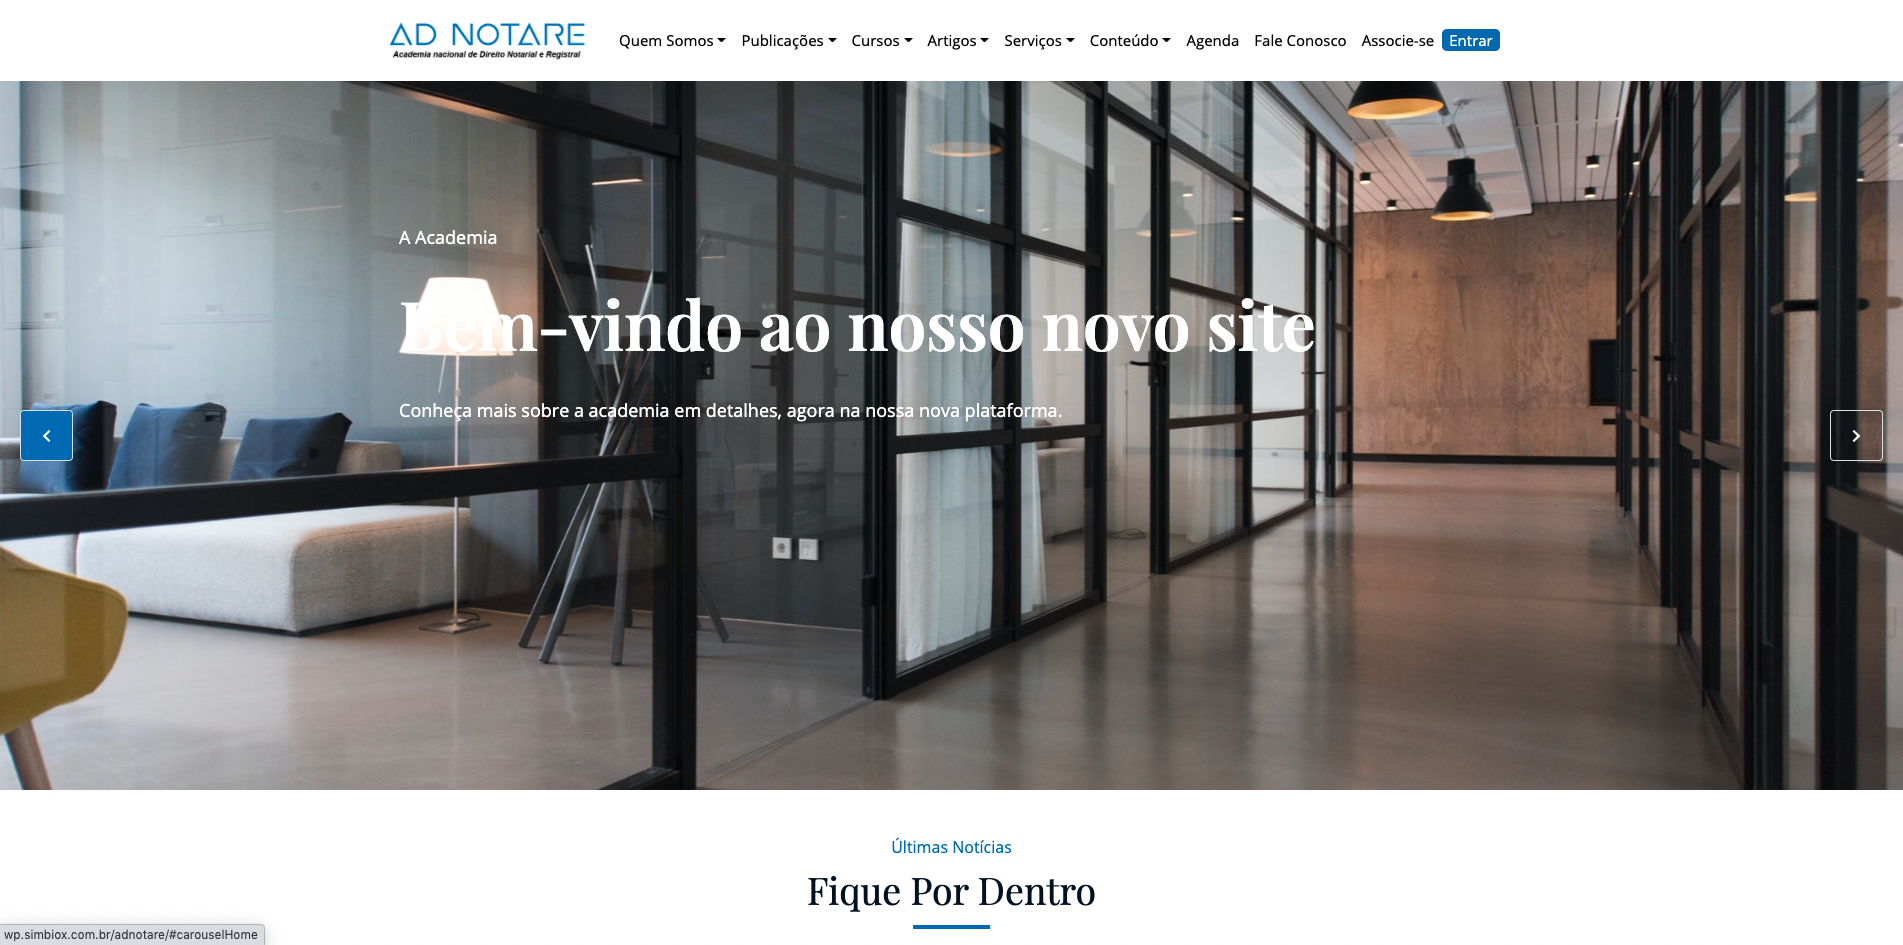 AD NOTARE
Academia nacional de Direito Notarial e Registral
Quem Somos Publicações Cursos Artigos Serviços Conteúdo Agenda Fale Conosco Associe-se Entrar
A Academia
Bem-vindo ao nosso novo site
Conheça mais sobre a academia em detalhes, agora na nossa nova plataforma.
Últimas Notícias
Fique Por Dentro
wp.simbiox.com.br/adnotare/#carouselHome